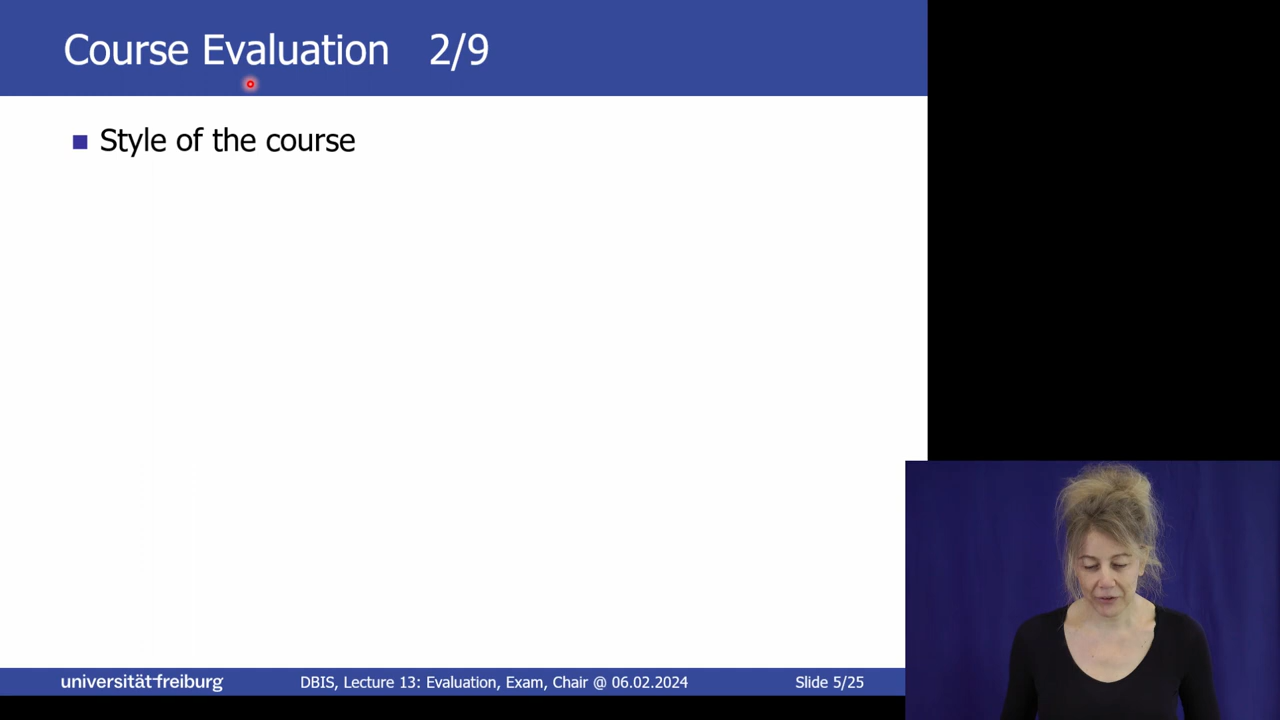 Course Evaluation 2/9
Style of the course
universität freiburg
DBIS, Lecture 13: Evaluation, Exam, Chair @ 06.02.2024
Slide 5/25